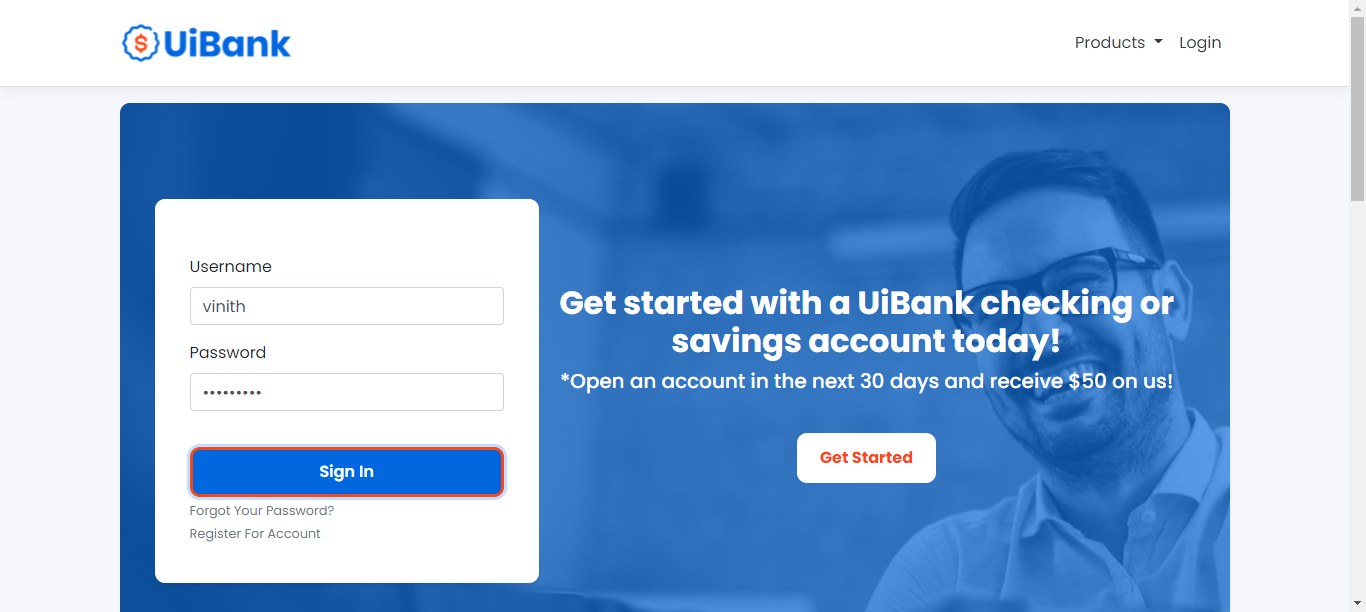 $ UiBank
Products Login
Username
vinith
Password
•••••••••
Sign In
Forgot Your Password?
Register For Account
Get started with a UiBank checking or
savings account today!
*Open an account in the next 30 days and receive $50 on us!
Get Started